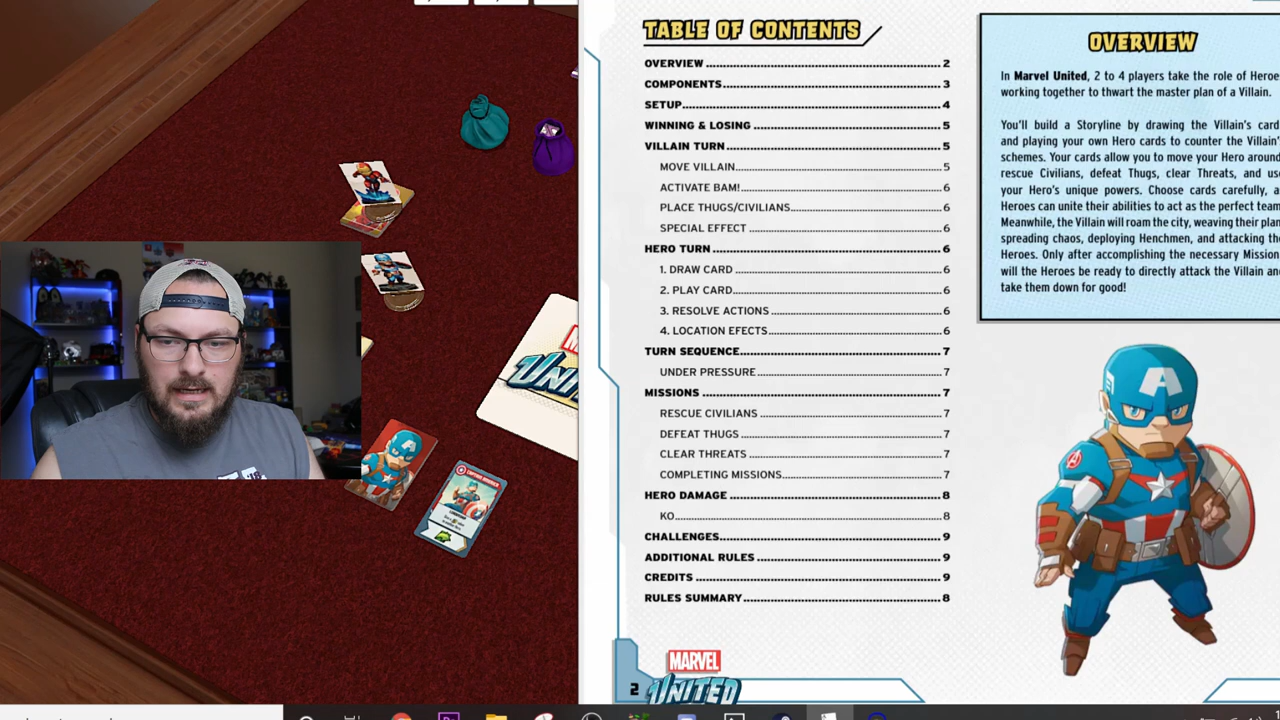 TABLE OF CONTENTS
OVERVIEW 2
COMPONENTS 3
SETUP 4
WINNING & LOSING 5
VILLAIN TURN 5
MOVE VILLAIN 5
ACTIVATE BAM! 6
PLACE THUGS/CIVILIANS 6
SPECIAL EFFECT 6
HERO TURN 6
1. DRAW CARD 6
2. PLAY CARD 6
3. RESOLVE ACTIONS 6
4. LOCATION EFECTS 6
TURN SEQUENCE 7
UNDER PRESSURE 7
MISSIONS 7
RESCUE CIVILIANS 7
DEFEAT THUGS 7
CLEAR THREATS 7
COMPLETING MISSIONS 7
HERO DAMAGE 8
KO 8
CHALLENGES 9
ADDITIONAL RULES 9
CREDITS 9
RULES SUMMARY 8
2
MARVEL
UNITED
OVERVIEW
In Marvel United, 2 to 4 players take the role of Heroe
working together to thwart the master plan of a Villain.
You'll build a Storyline by drawing the Villain's card
and playing your own Hero cards to counter the Villain'
schemes. Your cards allow you to move your Hero around
rescue Civilians, defeat Thugs, clear Threats, and us
your Hero's unique powers. Choose cards carefully, a
Heroes can unite their abilities to act as the perfect team
Meanwhile, the Villain will roam the city, weaving their plan
spreading chaos, deploying Henchmen, and attacking th
Heroes. Only after accomplishing the necessary Mission
will the Heroes be ready to directly attack the Villain an
take them down for good!
A
CAPTAIN AMERICA